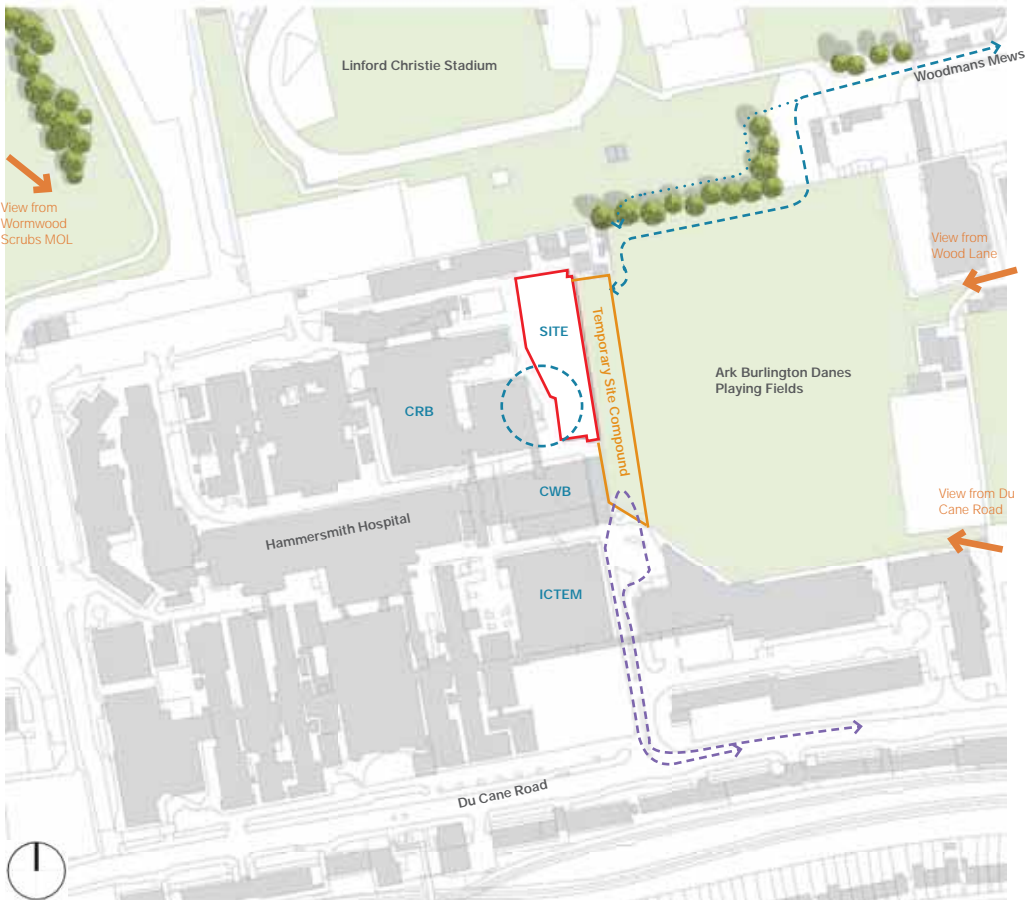 Linford Christie Stadium
Woodmans Mews
View from
Wormwood
Scrubs MOL
View from
Wood Lane
SITE
Temporary Site Compound
Ark Burlington Danes
Playing Fields
CRB
CWB
View from Du
Cane Road
Hammersmith Hospital
ICTEM
Du Cane Road